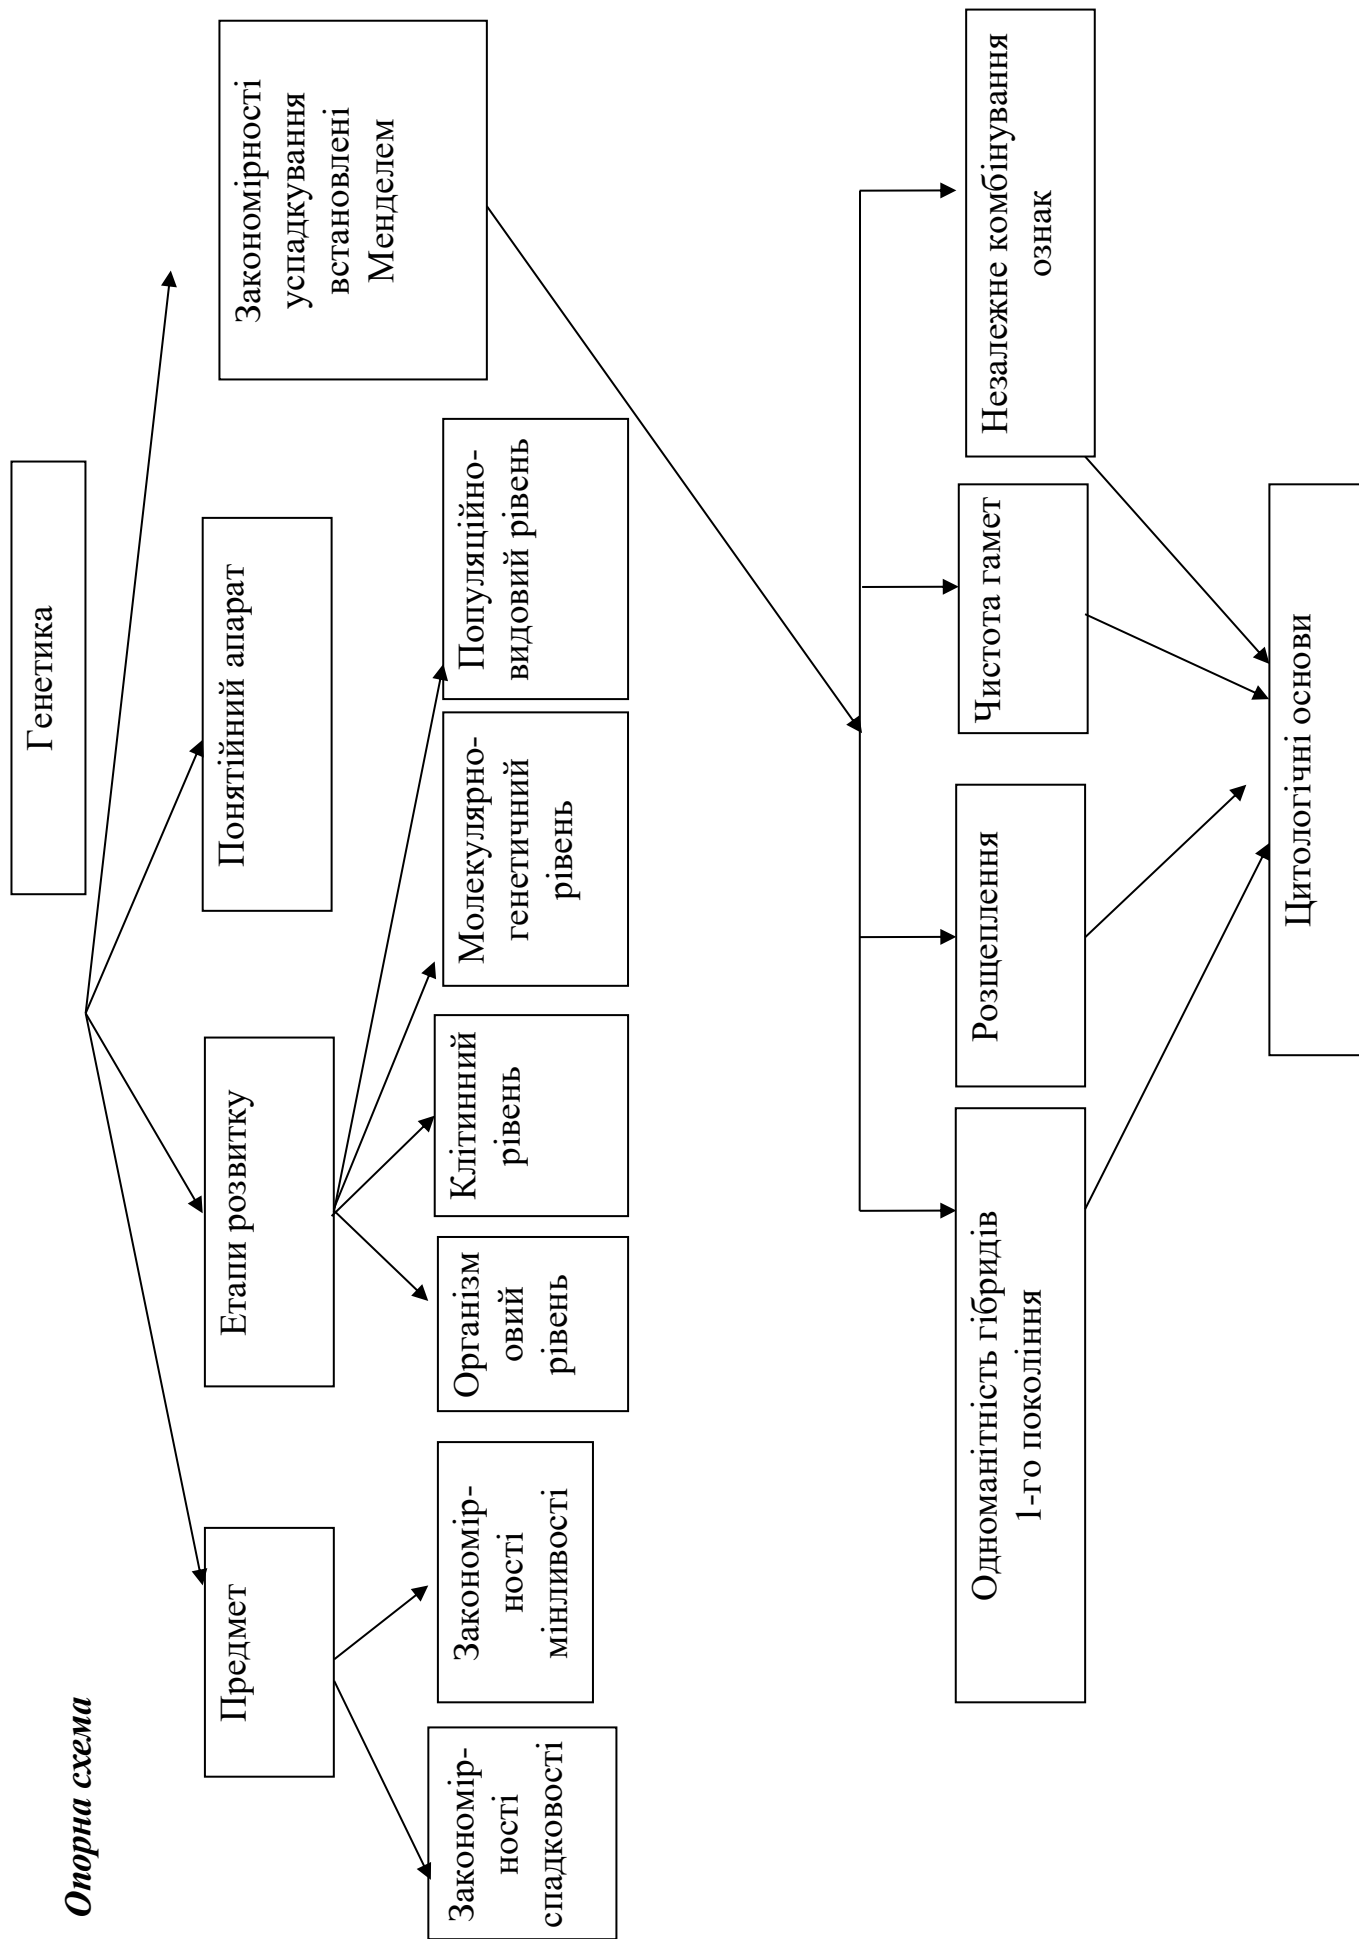 Опорна схема
Генетика
Предмет
Етапи розвитку
Понятійний апарат
Закономірності
успадкування
встановлені
Менделем
Закономір-
ності
спадковості
Закономір-
ності
мінливості
Організм
овий
рівень
Клітинний
рівень
Молекулярно-
генетичний
рівень
Популяційно-
видовий рівень
Одноманітність гібридів
1-го покоління
Розщеплення
Чистота гамет
Незалежне комбінування
ознак
Цитологічні основи